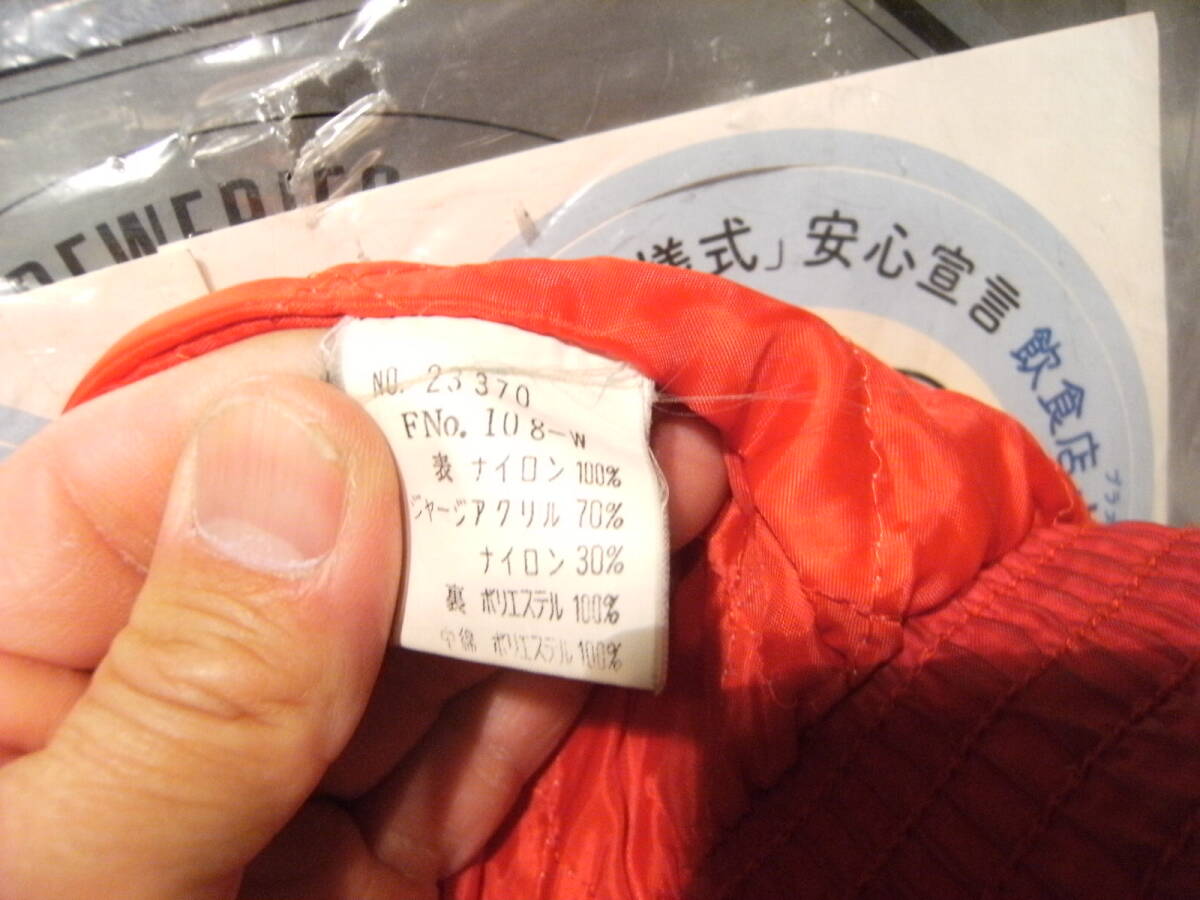 様式」安心宣言
飲食店
NO. 23370
FNo. 108-W
表 ナイロン 100%
ジャージアクリル 70%
ナイロン 30%
裏 ポリエステル 100%
中綿 ポリエステル 100%